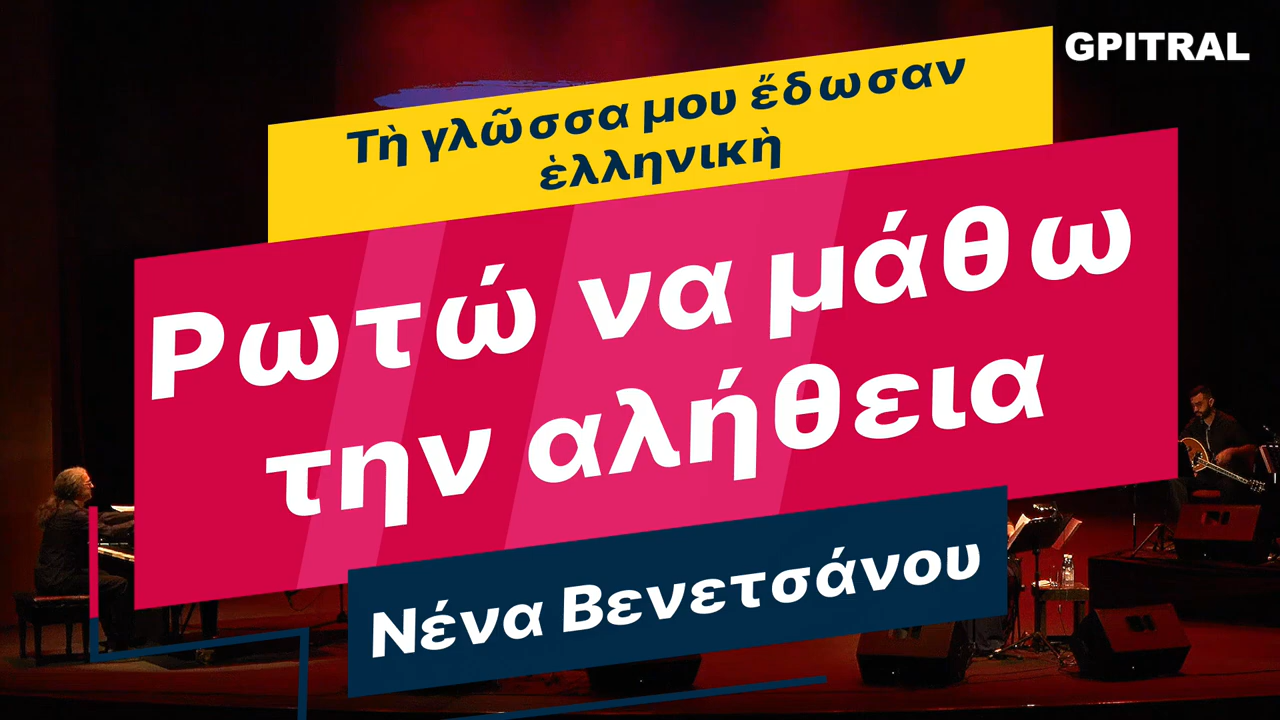 GPITRAL
Τὴ γλῶσσα μου ἔδωσαν
ἑλληνικὴ
Ρωτώ να μάθω
την αλήθεια
Νένα Βενετσάνου